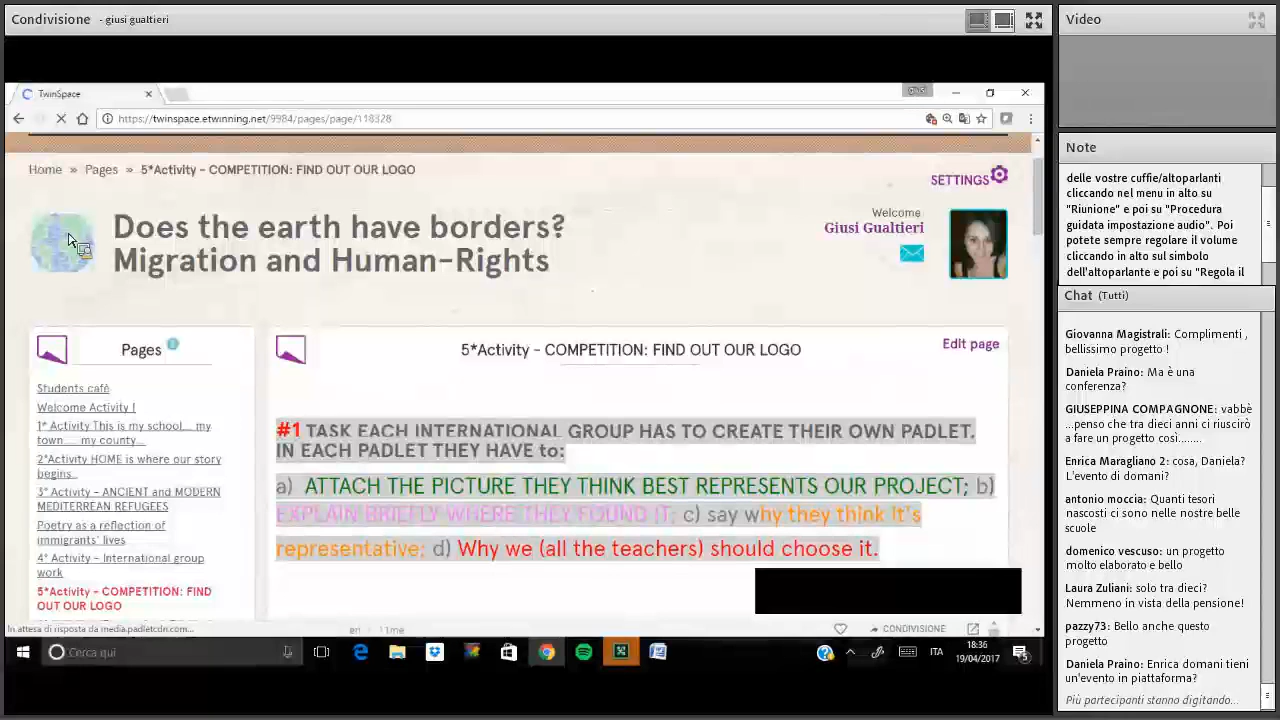 Condivisione - giusi gualtieri
TwinSpace
https://twinspace.etwinning.net/9984/pages/page/118328
Home » Pages » 5*Activity - COMPETITION: FIND OUT OUR LOGO
SETTINGS
Does the earth have borders?
Migration and Human-Rights
Welcome
Giusi Gualtieri
Pages
Students cafè
Welcome Activity !
1* Activity This is my school.... my
town..... my county...
2*Activity HOME is where our story
begins..
3* Activity - ANCIENT and MODERN
MEDITERREAN REFUGEES
Poetry as a reflection of
immigrants' lives
4* Activity - International group
work
5*Activity - COMPETITION: FIND
OUT OUR LOGO
5*Activity - COMPETITION: FIND OUT OUR LOGO
Edit page
#1 TASK EACH INTERNATIONAL GROUP HAS TO CREATE THEIR OWN PADLET.
IN EACH PADLET THEY HAVE to:
a) ATTACH THE PICTURE THEY THINK BEST REPRESENTS OUR PROJECT; b)
EXPLAIN BRIEFLY WHERE THEY FOUND IT; c) say why they think it's
representative; d) Why we (all the teachers) should choose it.
In attesa di risposta da media.padletcdn.com...
CONDIVISIONE
Cerca qui
ITA
18:36
19/04/2017
5
Video
Note
delle vostre cuffie/altoparlanti
cliccando nel menu in alto su
"Riunione" e poi su "Procedura
guidata impostazione audio". Poi
potete sempre regolare il volume
cliccando in alto sul simbolo
dell'altoparlante e poi su "Regola il
Chat (Tutti)
Giovanna Magistrali: Complimenti ,
bellissimo progetto !
Daniela Praino: Ma è una
conferenza?
GIUSEPPINA COMPAGNONE: vabbè
...penso che tra dieci anni ci riuscirò
a fare un progetto così........
Enrica Maragliano 2: cosa, Daniela?
L'evento di domani?
antonio moccia: Quanti tesori
nascosti ci sono nelle nostre belle
scuole
domenico vescuso: un progetto
molto elaborato e bello
Laura Zuliani: solo tra dieci?
Nemmeno in vista della pensione!
pazzy73: Bello anche questo
progetto
Daniela Praino: Enrica domani tieni
un'evento in piattaforma?
Più partecipanti stanno digitando...